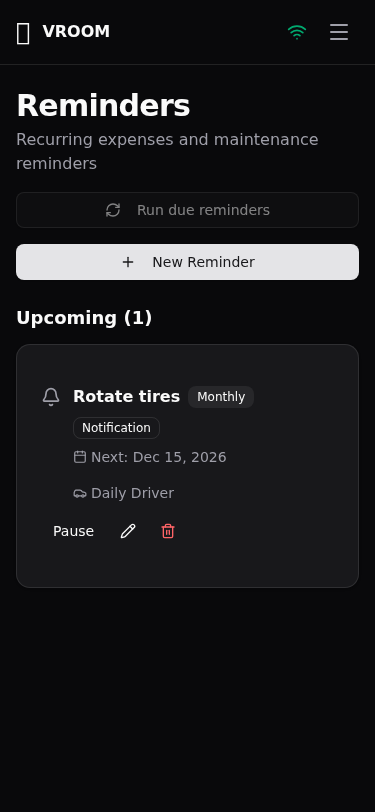 VROOM
Reminders
Recurring expenses and maintenance
reminders
Run due reminders
New Reminder
Upcoming (1)
Rotate tires Monthly
Notification
Next: Dec 15, 2026
Daily Driver
Pause